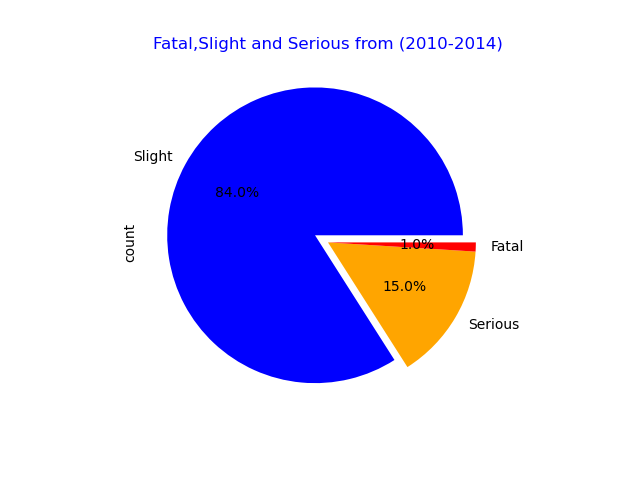 Fatal,Slight and Serious from (2010-2014)
Slight
84.0%
count
1.0%
Fatal
15.0%
Serious